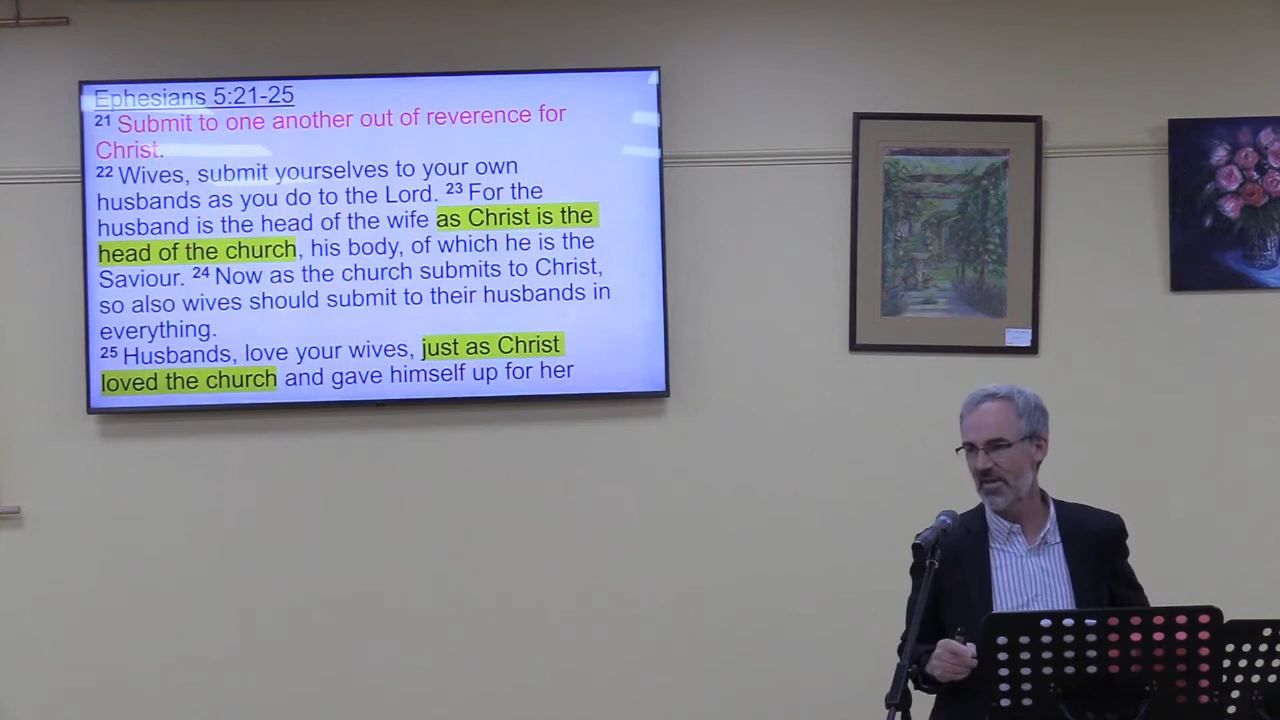 Ephesians 5:21-25
21 Submit to one another out of reverence for
Christ.
22 Wives, submit yourselves to your own
husbands as you do to the Lord. 23 For the
husband is the head of the wife as Christ is the
head of the church, his body, of which he is the
Saviour. 24 Now as the church submits to Christ,
so also wives should submit to their husbands in
everything.
25 Husbands, love your wives, just as Christ
loved the church and gave himself up for her